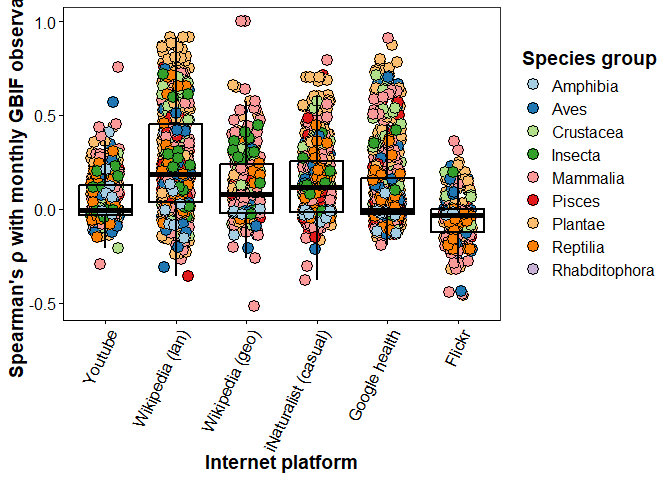 Spearman's ρ with monthly GBIF observa
1.0
0.5
0.0
-0.5
Youtube
Wikipedia (lan)
Wikipedia (geo)
iNaturalist (casual)
Google health
Flickr
Internet platform
Species group
Amphibia
Aves
Crustacea
Insecta
Mammalia
Pisces
Plantae
Reptilia
Rhabditophora